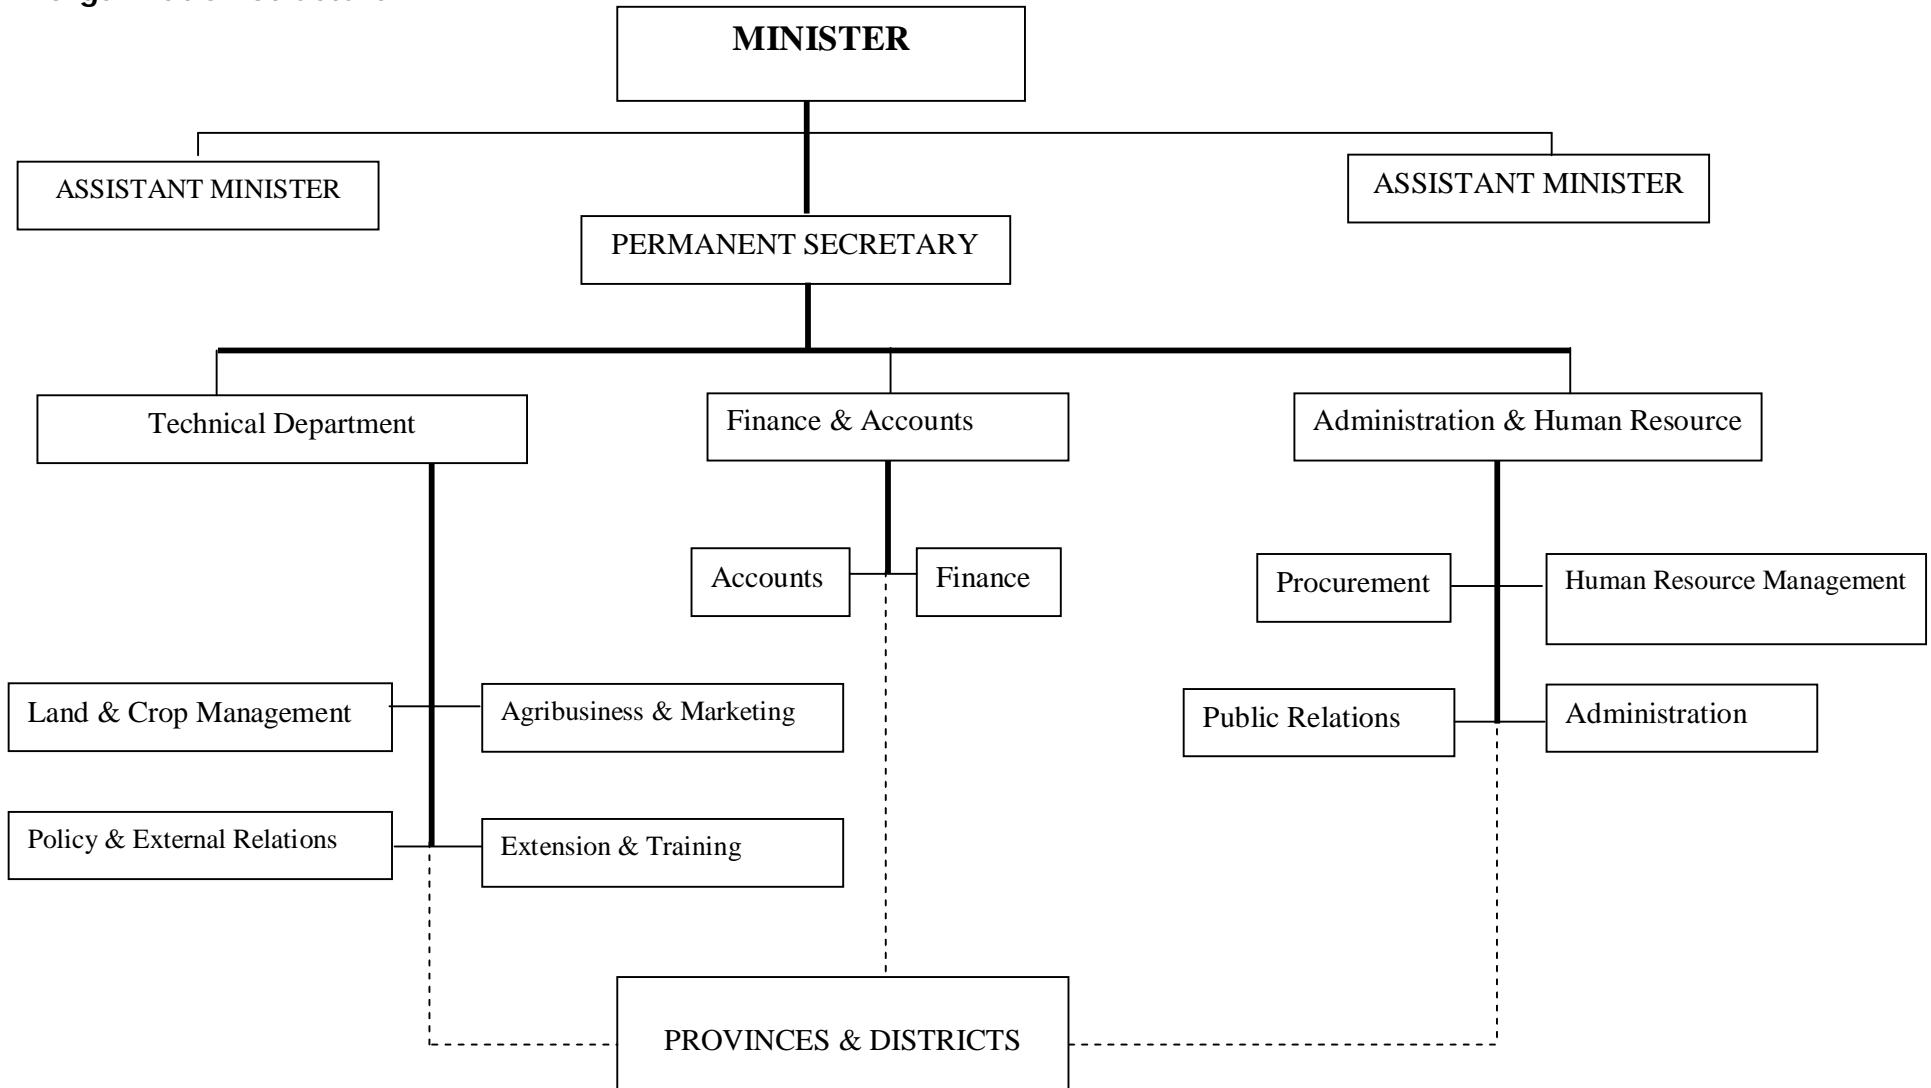 MINISTER
ASSISTANT MINISTER
ASSISTANT MINISTER
PERMANENT SECRETARY
Technical Department
Finance & Accounts
Administration & Human Resource
Accounts
Finance
Procurement
Human Resource Management
Land & Crop Management
Agribusiness & Marketing
Public Relations
Administration
Policy & External Relations
Extension & Training
PROVINCES & DISTRICTS